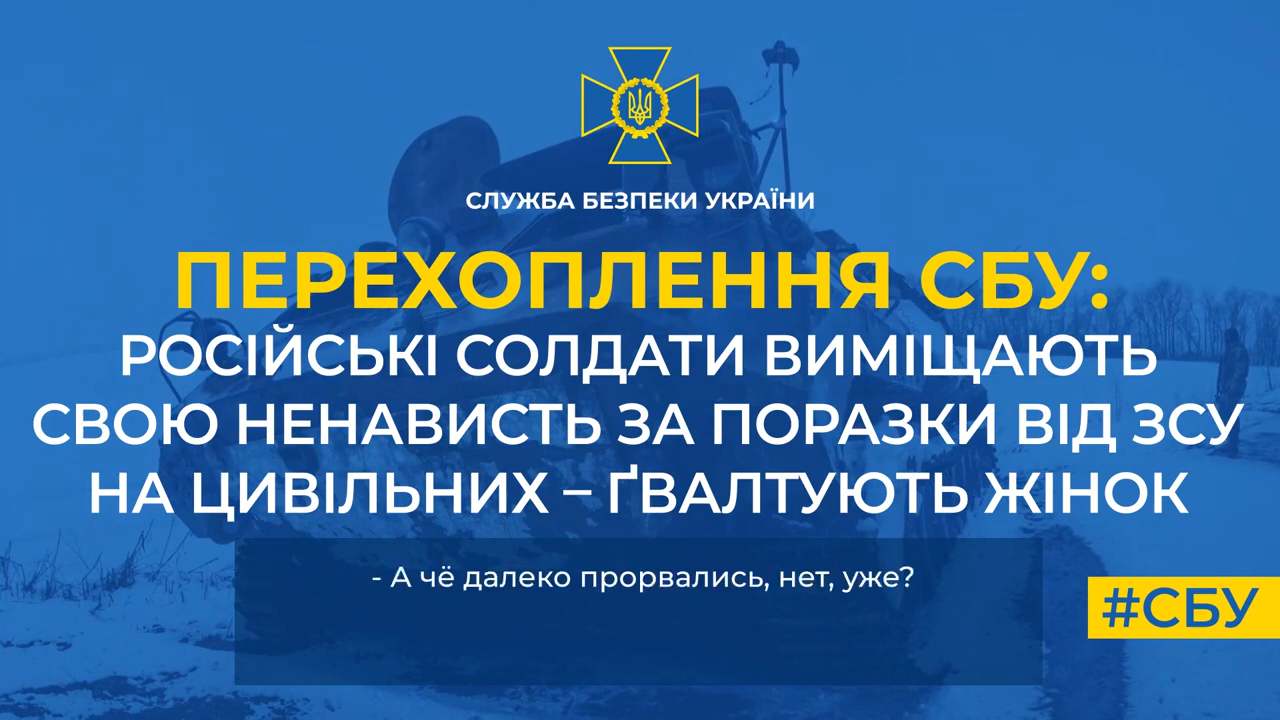 СЛУЖБА БЕЗПЕКИ УКРАЇНИ
ПЕРЕХОПЛЕННЯ СБУ:
РОСІЙСЬКІ СОЛДАТИ ВИМІЩАЮТЬ
СВОЮ НЕНАВИСТЬ ЗА ПОРАЗКИ ВІД ЗСУ
НА ЦИВІЛЬНИХ – ҐВАЛТУЮТЬ ЖІНОК
- А чё далеко прорвались, нет, уже?
#СБУ